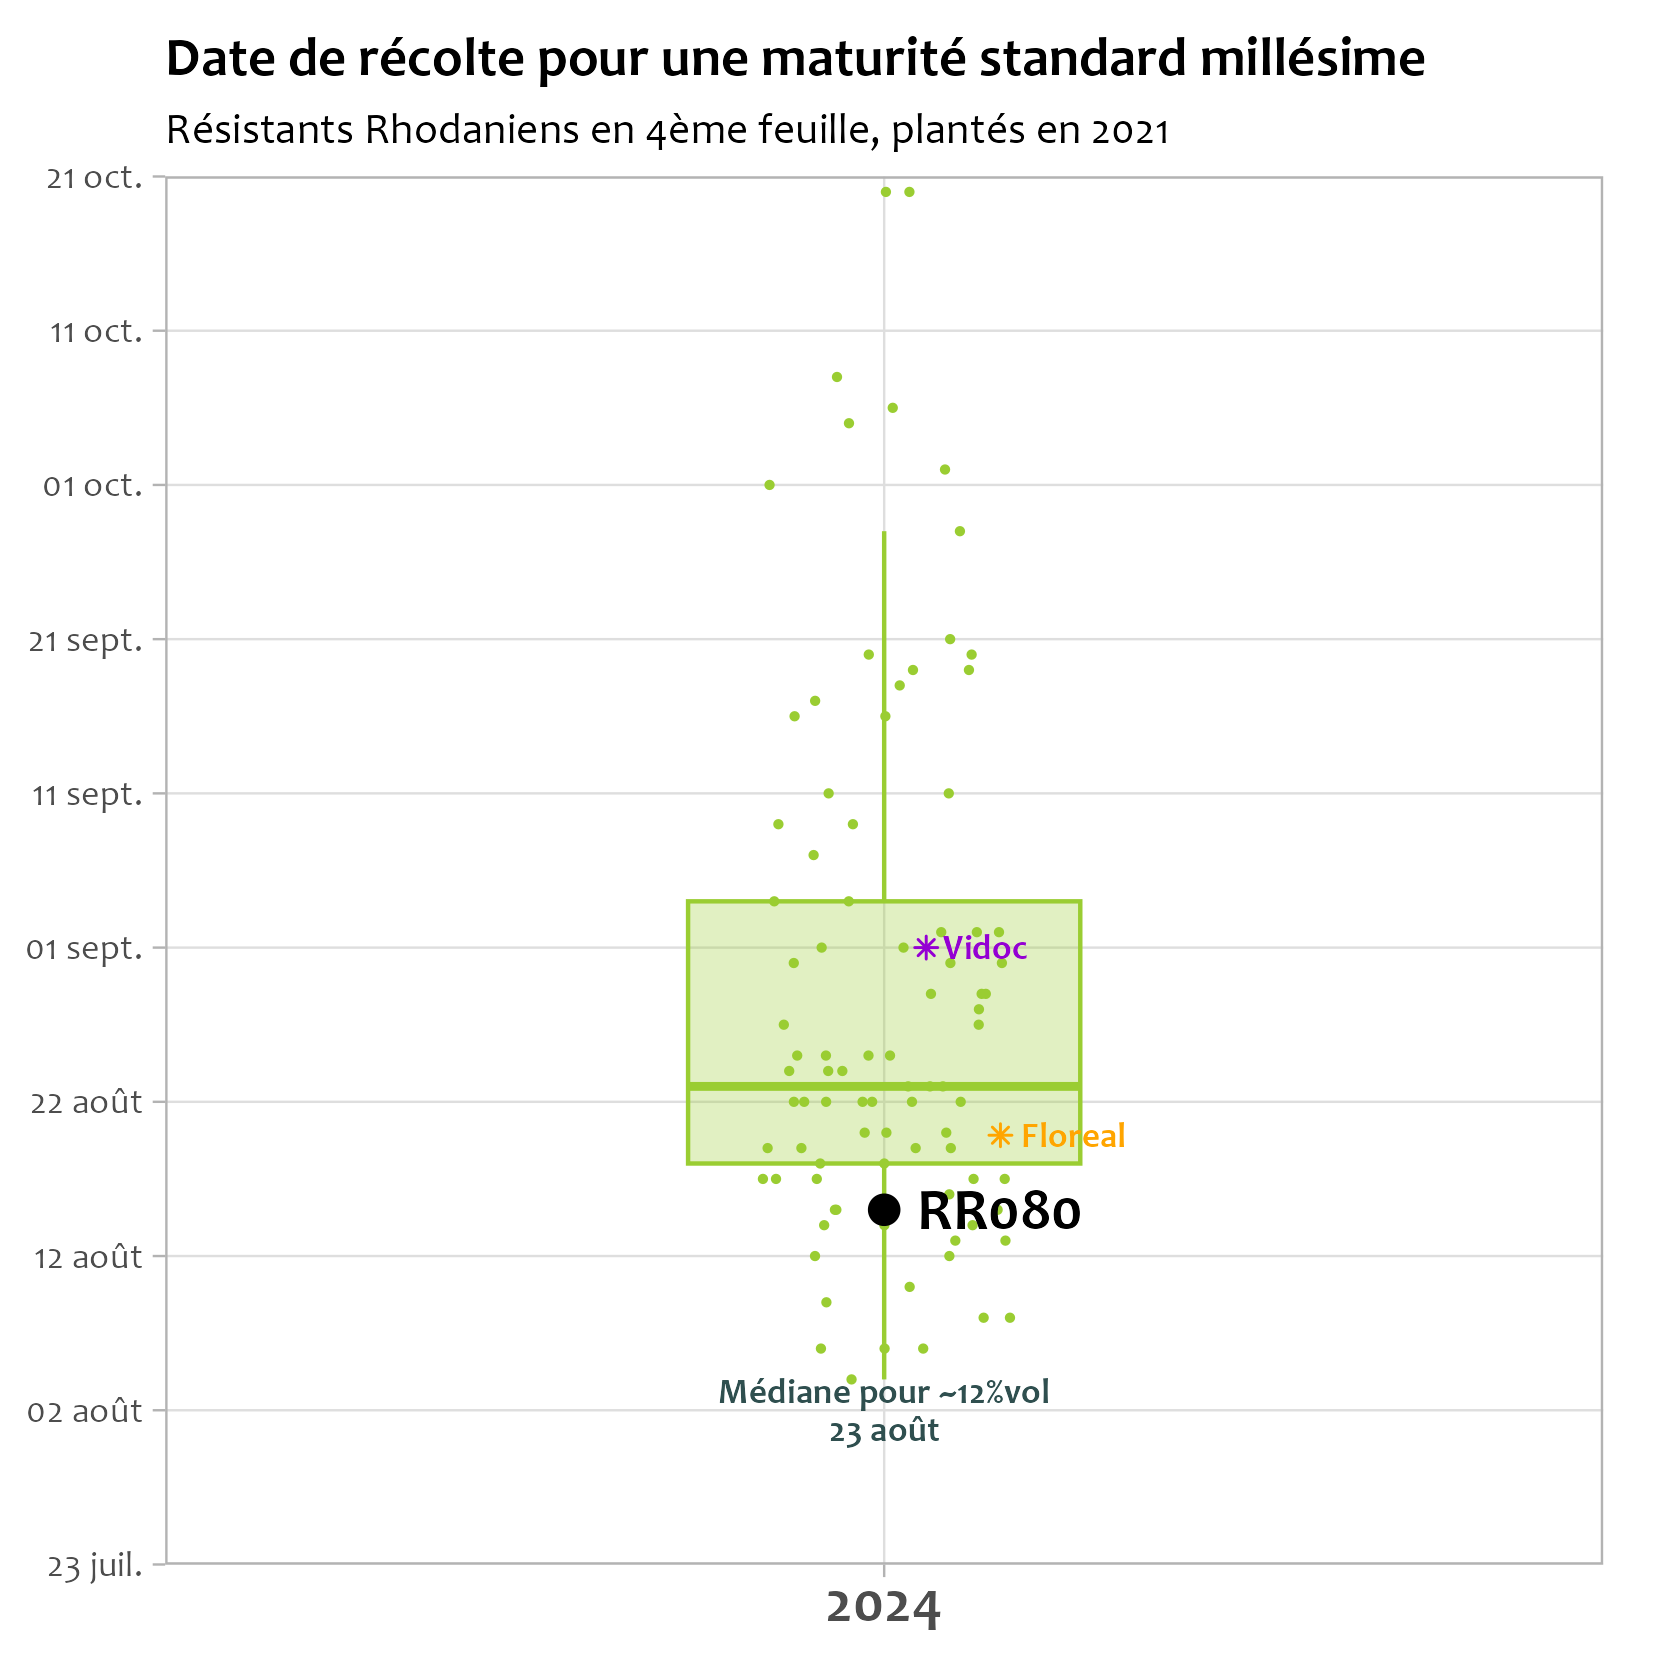 Date de récolte pour une maturité standard millésime
Résistants Rhodaniens en 4ème feuille, plantés en 2021
21 oct.
11 oct.
01 oct.
21 sept.
11 sept.
01 sept.
Vidoc
22 août
Floreal
RR080
12 août
Médiane pour ~12%vol
02 août
23 août
23 juil.
2024